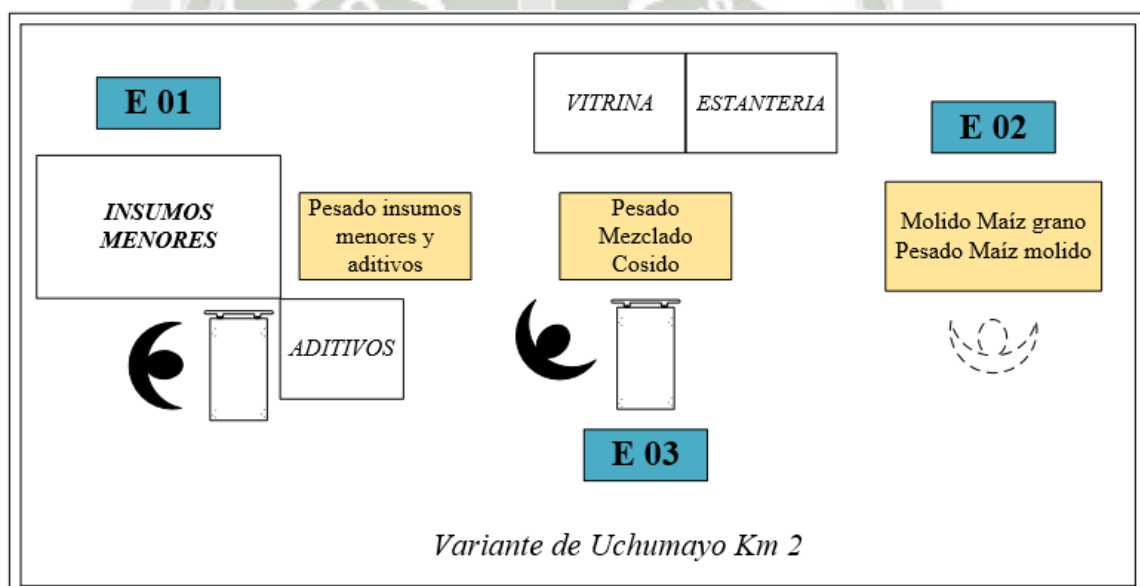 E 01
INSUMOS
MENORES
Pesado insumos
menores y
aditivos
ADITIVOS
VITRINA
ESTANTERIA
Pesado
Mezclado
Cosido
E 03
E 02
Molido Maíz grano
Pesado Maíz molido
Variante de Uchumayo Km 2